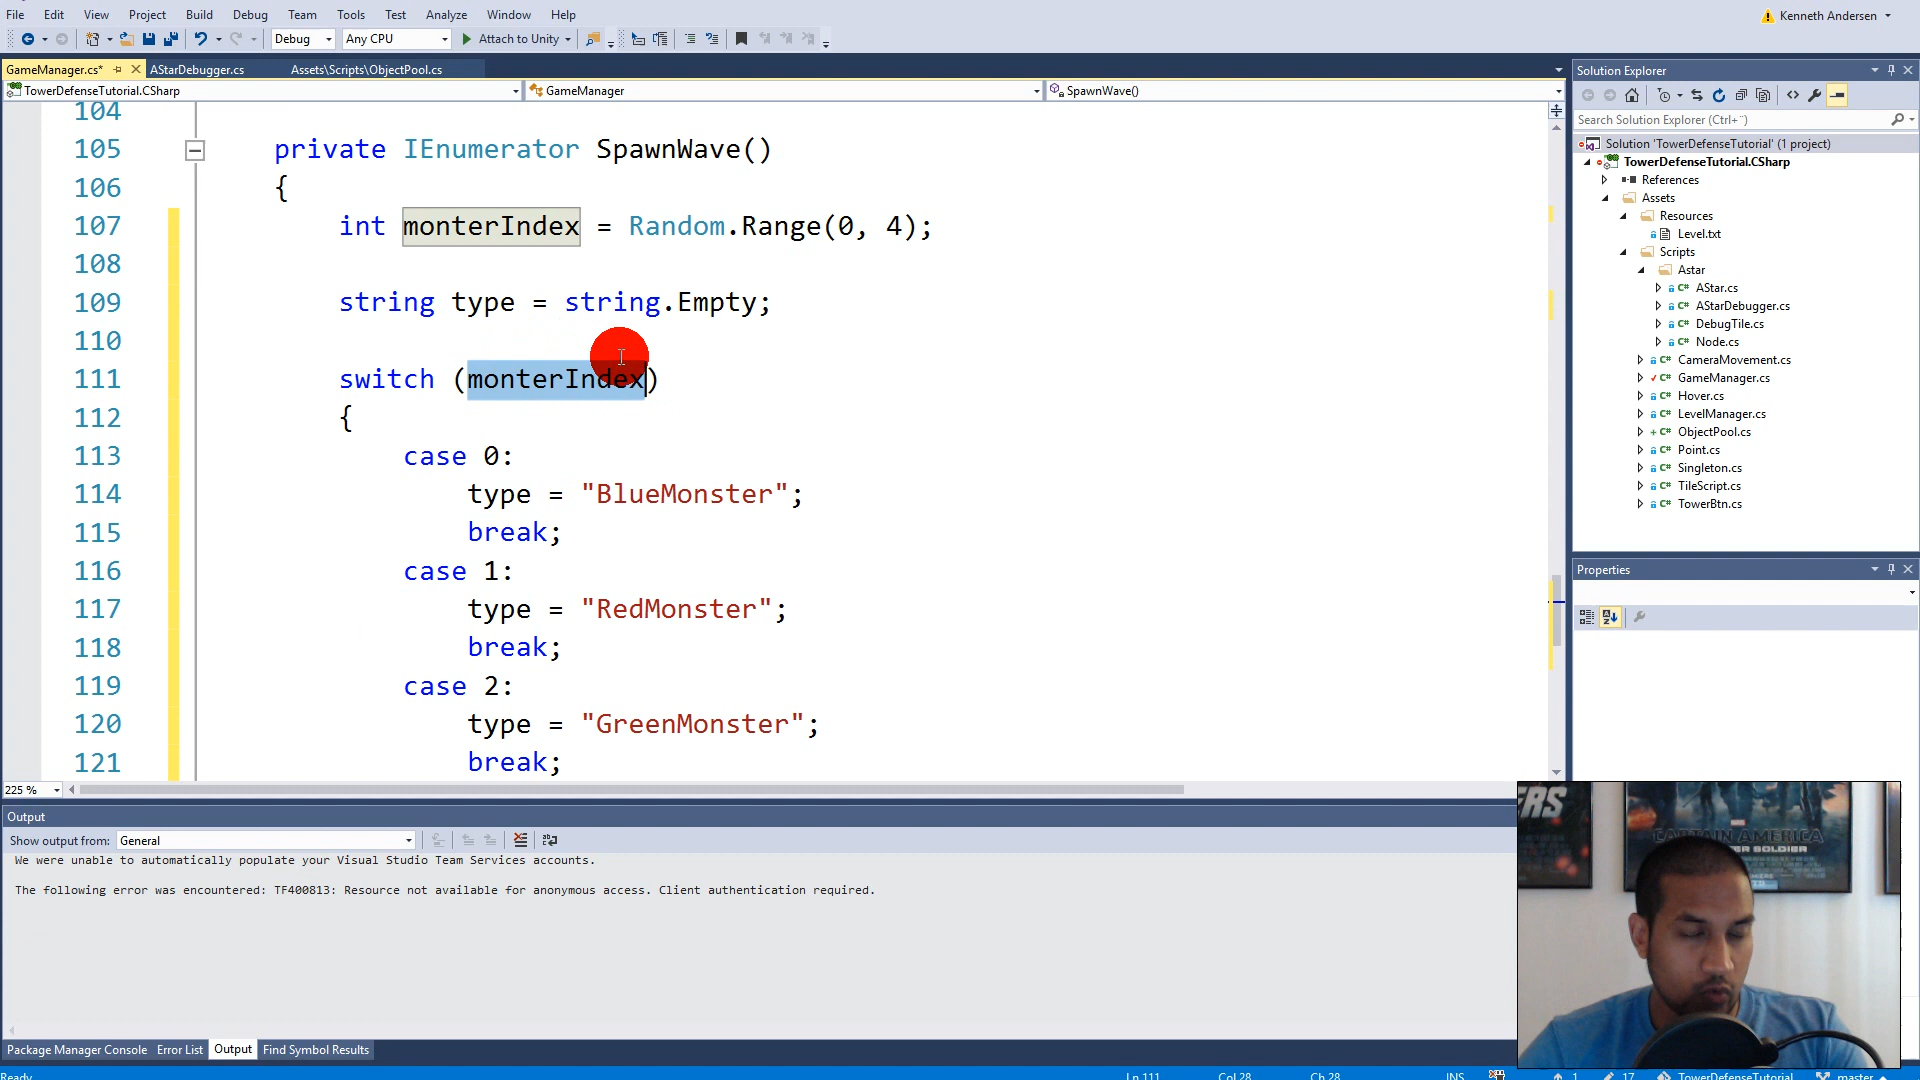 File Edit View Project Build Debug Team Tools Test Analyze Window Help
Kenneth Andersen
Debug Any CPU Attach to Unity
GameManager.cs* AStarDebugger.cs Assets\Scripts\ObjectPool.cs
TowerDefenseTutorial.CSharp GameManager SpawnWave()
104
105 private IEnumerator SpawnWave()
106 {
107 int monterIndex = Random.Range(0, 4);
108
109 string type = string.Empty;
110
111 switch (monterIndex)
112 {
113 case 0:
114 type = "BlueMonster";
115 break;
116 case 1:
117 type = "RedMonster";
118 break;
119 case 2:
120 type = "GreenMonster";
121 break;
225 %
Output
Show output from: General
We were unable to automatically populate your Visual Studio Team Services accounts.
The following error was encountered: TF400813: Resource not available for anonymous access. Client authentication required.
Package Manager Console Error List Output Find Symbol Results
Ready Ln 111 Col 28 Ch 28 INS 1 17 TowerDefenseTutorial master
Solution Explorer
Search Solution Explorer (Ctrl+¨)
Solution 'TowerDefenseTutorial' (1 project)
TowerDefenseTutorial.CSharp
References
Assets
Resources
Level.txt
Scripts
Astar
AStar.cs
AStarDebugger.cs
DebugTile.cs
Node.cs
CameraMovement.cs
GameManager.cs
Hover.cs
LevelManager.cs
ObjectPool.cs
Point.cs
Singleton.cs
TileScript.cs
TowerBtn.cs
Properties
ERS
CAPTAIN AMERICA